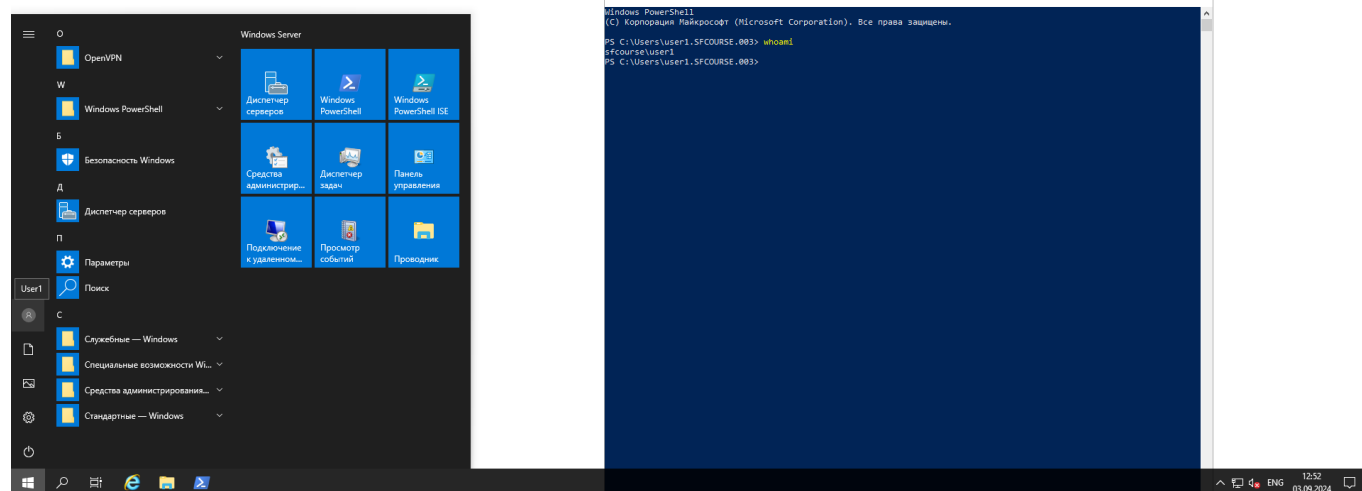 O
OpenVPN
W
Windows PowerShell
Б
Безопасность Windows
Д
Диспетчер серверов
П
Параметры
Поиск
С
Служебные — Windows
Специальные возможности Wi...
Средства администрирования...
Стандартные — Windows
User1
Windows Server
Диспетчер
серверов
Windows
PowerShell
Windows
PowerShell ISE
Средства
администрир...
Диспетчер
задач
Панель
управления
Подключение
к удаленном...
Просмотр
событий
Проводник
Windows PowerShell
(C) Корпорация Майкрософт (Microsoft Corporation). Все права защищены.
PS C:\Users\user1.SFCOURSE.003> whoami
sfcourse\user1
PS C:\Users\user1.SFCOURSE.003>
ENG
12:52
03.09.2024